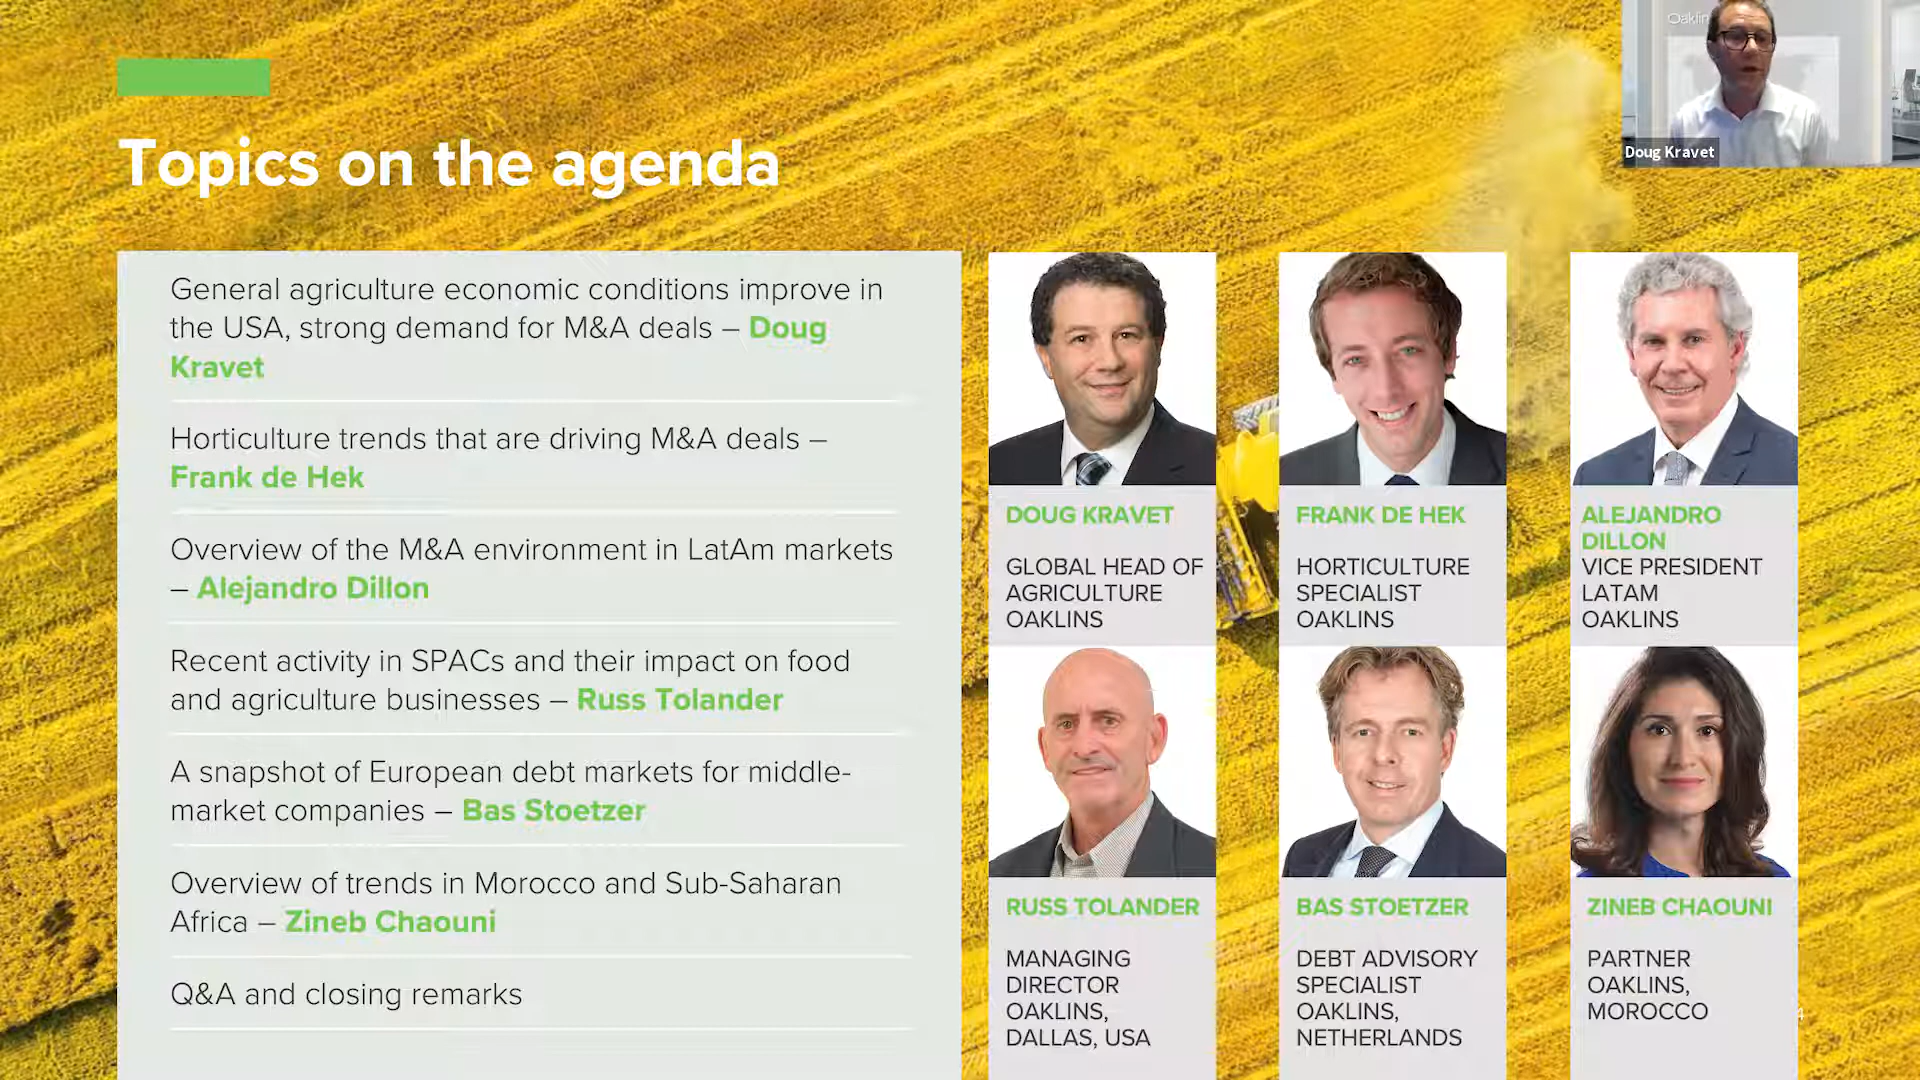 Oaklin
Doug Kravet
Topics on the agenda
General agriculture economic conditions improve in
the USA, strong demand for M&A deals – Doug
Kravet
Horticulture trends that are driving M&A deals –
Frank de Hek
Overview of the M&A environment in LatAm markets
– Alejandro Dillon
Recent activity in SPACs and their impact on food
and agriculture businesses – Russ Tolander
A snapshot of European debt markets for middle-
market companies – Bas Stoetzer
Overview of trends in Morocco and Sub-Saharan
Africa – Zineb Chaouni
Q&A and closing remarks
DOUG KRAVET
GLOBAL HEAD OF
AGRICULTURE
OAKLINS
FRANK DE HEK
HORTICULTURE
SPECIALIST
OAKLINS
ALEJANDRO
DILLON
VICE PRESIDENT
LATAM
OAKLINS
RUSS TOLANDER
MANAGING
DIRECTOR
OAKLINS,
DALLAS, USA
BAS STOETZER
DEBT ADVISORY
SPECIALIST
OAKLINS,
NETHERLANDS
ZINEB CHAOUNI
PARTNER
OAKLINS,
MOROCCO
4